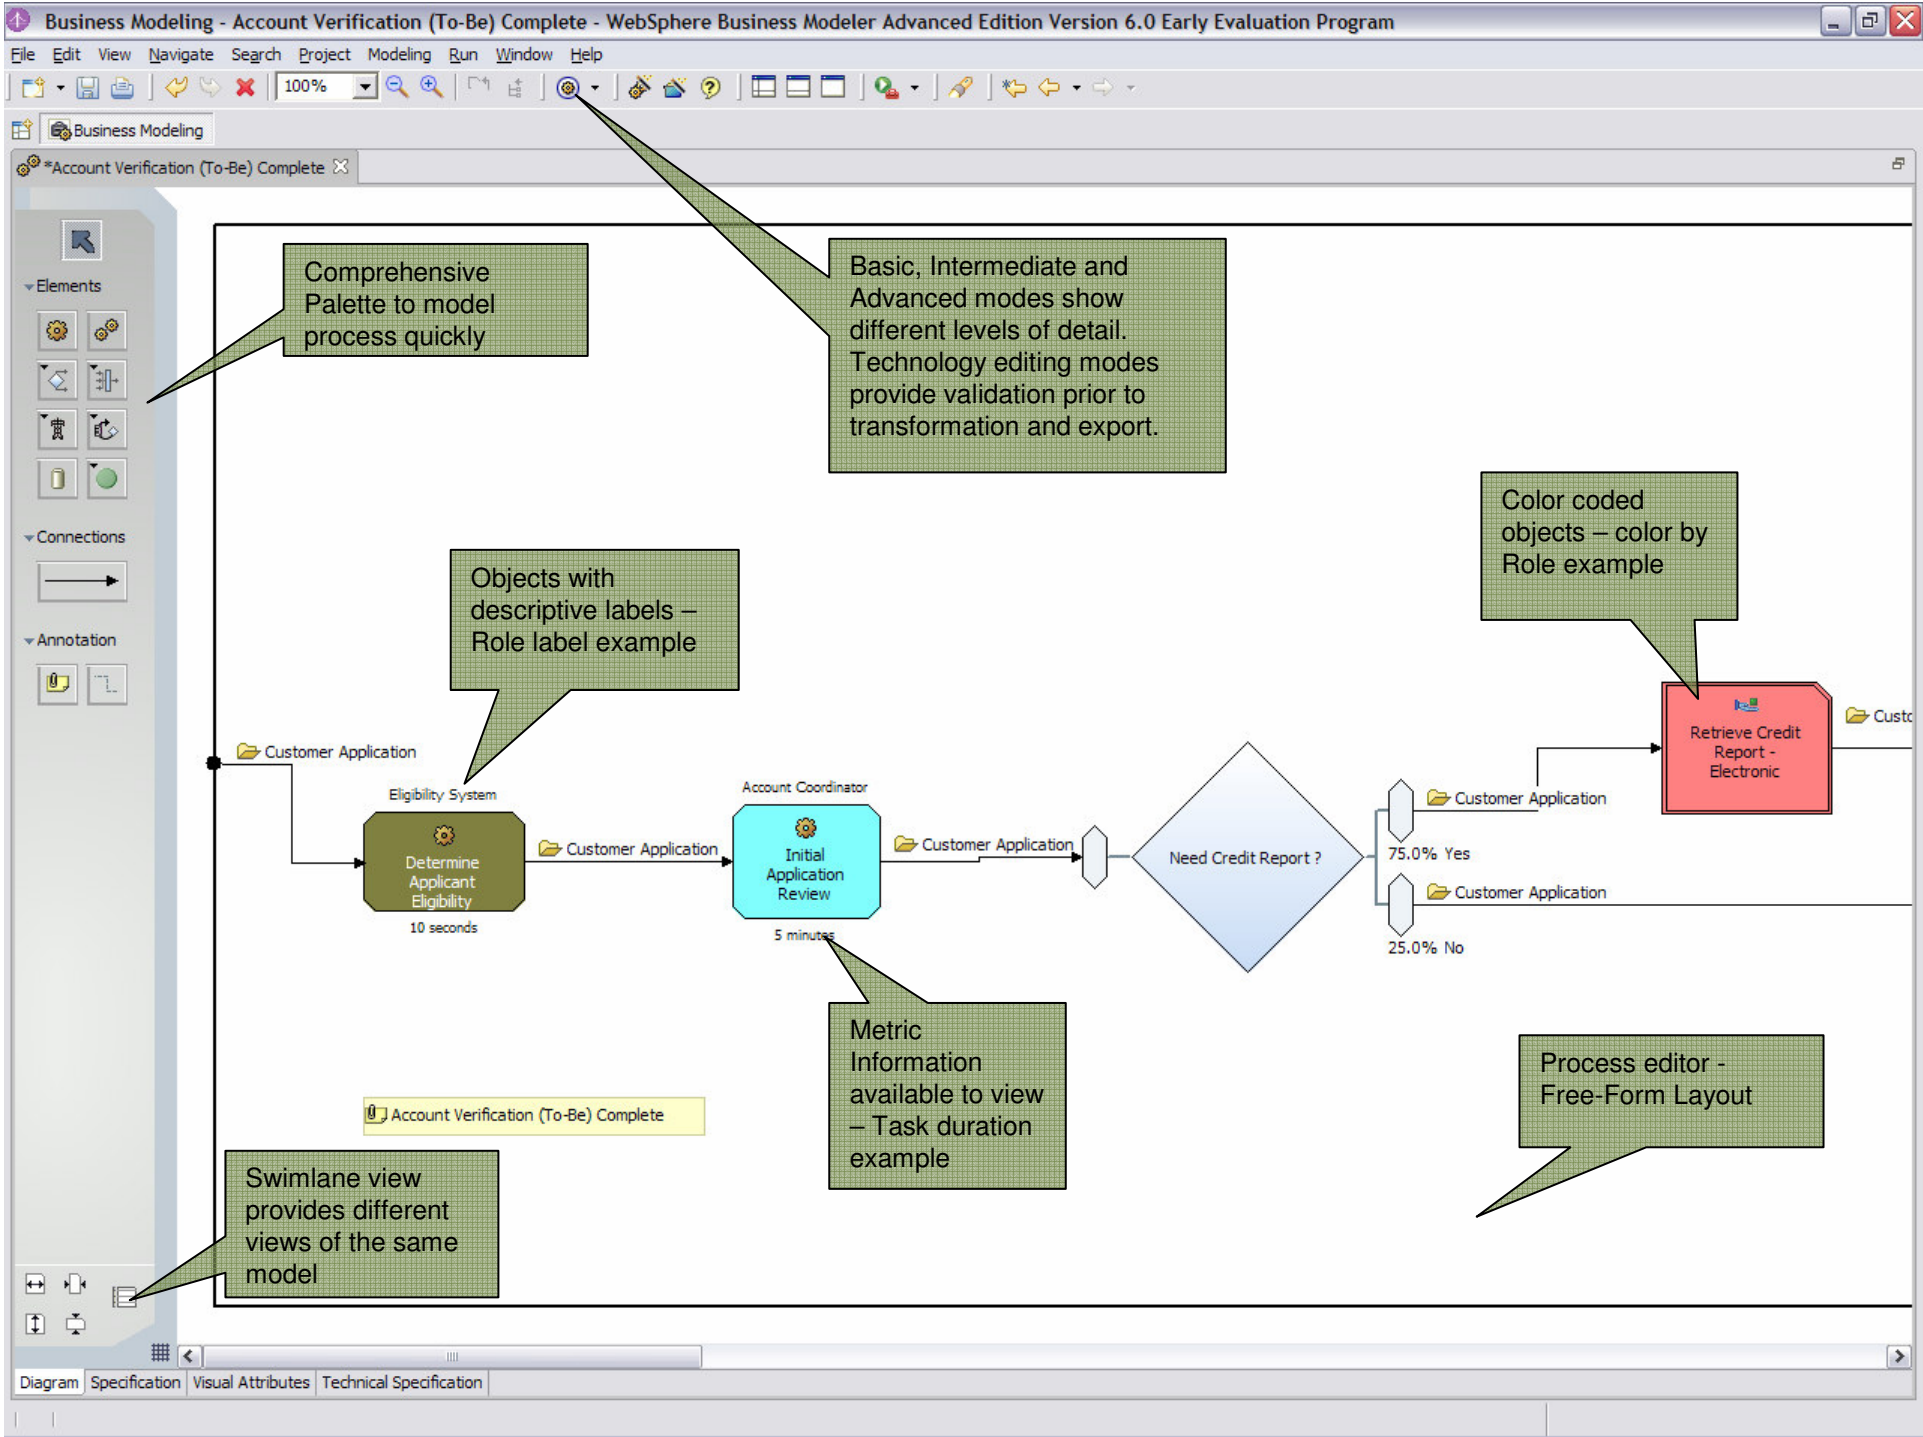 Business Modeling - Account Verification (To-Be) Complete - WebSphere Business Modeler Advanced Edition Version 6.0 Early Evaluation Program
File Edit View Navigate Search Project Modeling Run Window Help
100%
Business Modeling
*Account Verification (To-Be) Complete
Elements
Connections
Annotation
Comprehensive
Palette to model
process quickly
Basic, Intermediate and
Advanced modes show
different levels of detail.
Technology editing modes
provide validation prior to
transformation and export.
Color coded
objects – color by
Role example
Objects with
descriptive labels –
Role label example
Customer Application
Eligibility System
Determine
Applicant
Eligibility
10 seconds
Customer Application
Account Coordinator
Initial
Application
Review
5 minutes
Customer Application
Need Credit Report ?
Customer Application
75.0% Yes
Customer Application
25.0% No
Retrieve Credit
Report -
Electronic
Custo
Metric
Information
available to view
– Task duration
example
Process editor -
Free-Form Layout
Account Verification (To-Be) Complete
Swimlane view
provides different
views of the same
model
Diagram Specification Visual Attributes Technical Specification